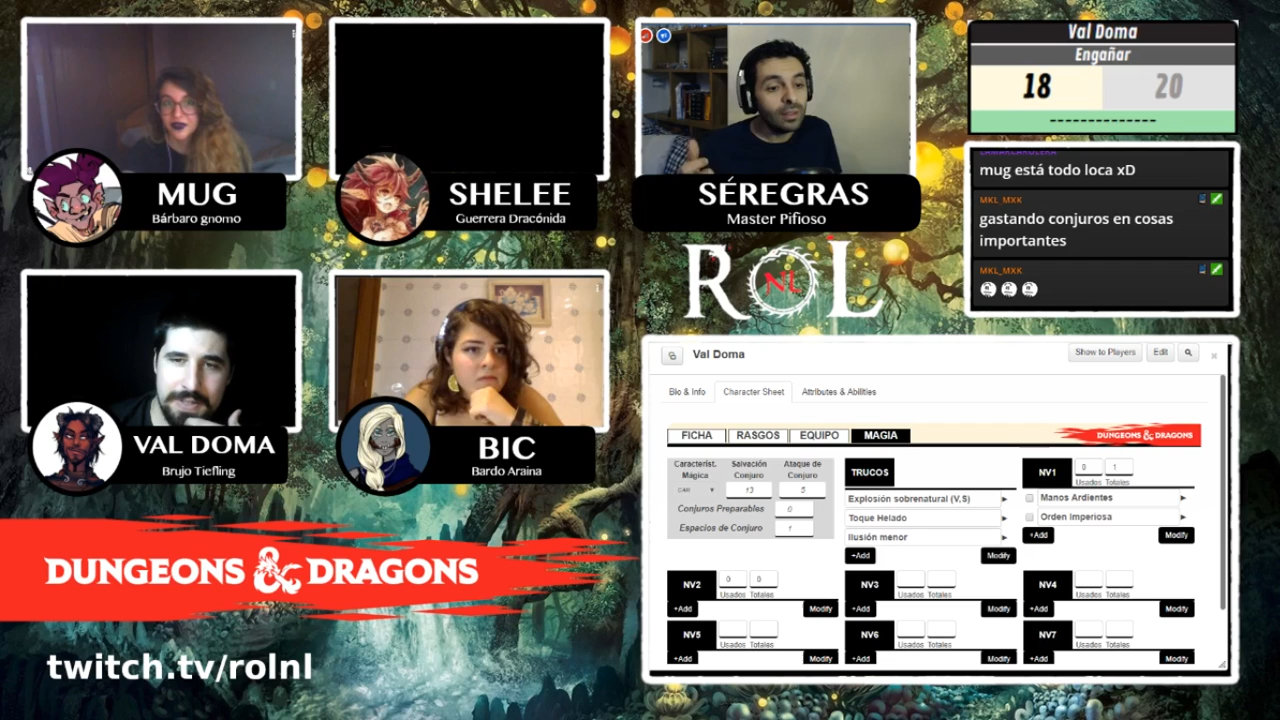 MUG
Bárbaro gnomo
SHELEE
Guerrera Dracónida
SÉREGRAS
Master Pifioso
Val Doma
Engañar
18
20
--------------
mug está todo loca xD
MKL_MXK
gastando conjuros en cosas
importantes
MKL_MXK
ROL
NL
VAL DOMA
Brujo Tiefling
BIC
Bardo Araina
DUNGEONS & DRAGONS
twitch.tv/rolnl
Val Doma
Show to Players
Edit
Bio & Info
Character Sheet
Attributes & Abilities
FICHA
RASGOS
EQUIPO
MAGIA
DUNGEONS & DRAGONS
Característ. Salvación Ataque de
Mágica Conjuro Conjuro
CAR 13 5
Conjuros Preparables 0
Espacios de Conjuro 1
TRUCOS
Explosión sobrenatural (V,S)
Toque Helado
Ilusión menor
+Add Modify
NV1 0 1
Usados Totales
Manos Ardientes
Orden Imperiosa
+Add Modify
NV2 0 0
Usados Totales
+Add Modify
NV3
Usados Totales
+Add Modify
NV4
Usados Totales
+Add Modify
NV5
Usados Totales
+Add Modify
NV6
Usados Totales
+Add Modify
NV7
Usados Totales
+Add Modify